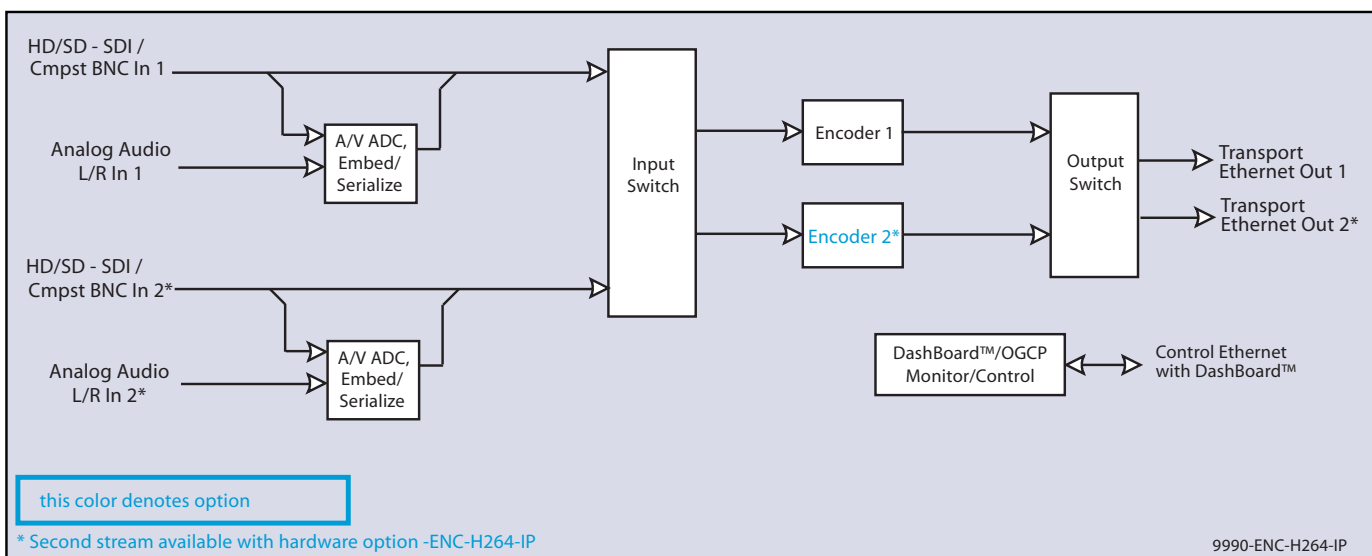 HD/SD - SDI /
Cmpst BNC In 1
Analog Audio
L/R In 1
A/V ADC,
Embed/
Serialize
HD/SD - SDI /
Cmpst BNC In 2*
Analog Audio
L/R In 2*
A/V ADC,
Embed/
Serialize
Input
Switch
Encoder 1
Encoder 2*
Output
Switch
Transport
Ethernet Out 1
Transport
Ethernet Out 2*
DashBoard™/OGCP
Monitor/Control
Control Ethernet
with DashBoard™
this color denotes option
* Second stream available with hardware option -ENC-H264-IP
9990-ENC-H264-IP